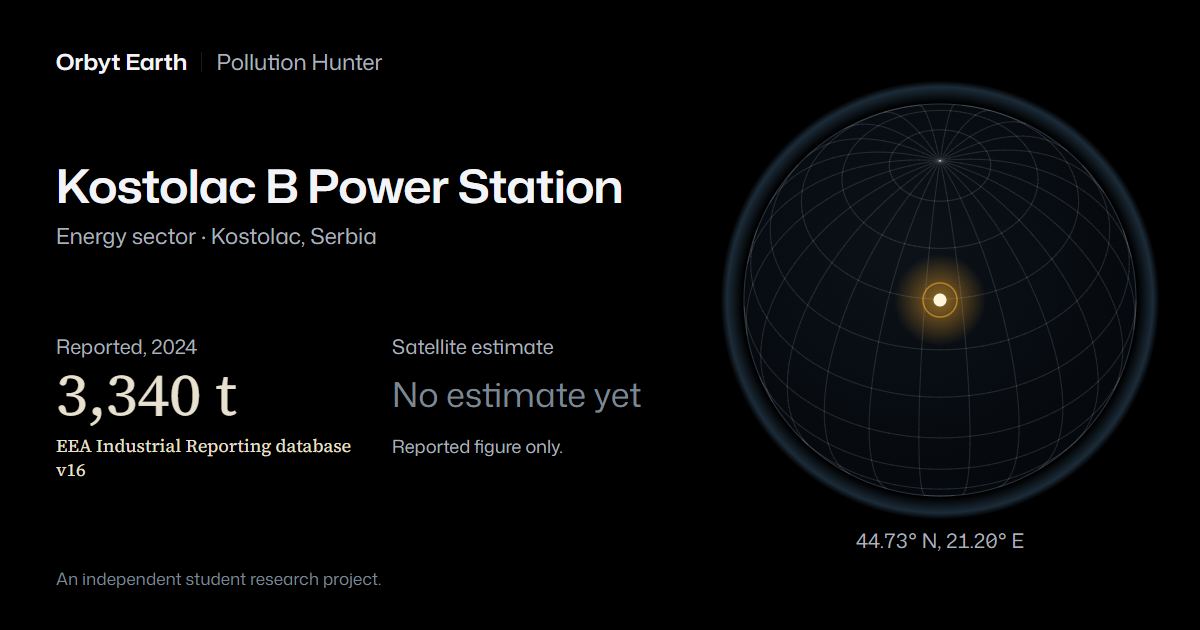 Orbyt Earth | Pollution Hunter
Kostolac B Power Station
Energy sector · Kostolac, Serbia
Reported, 2024
3,340 t
EEA Industrial Reporting database
v16
Satellite estimate
No estimate yet
Reported figure only.
44.73° N, 21.20° E
An independent student research project.